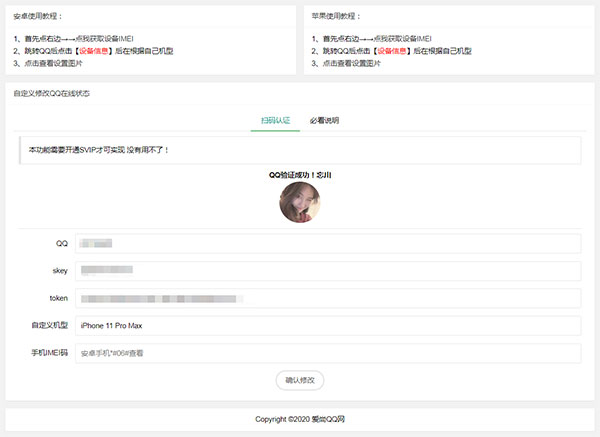 安卓使用教程：
1、首先点右边→→点我获取设备IMEI
2、跳转QQ后点击【设备信息】后在根据自己机型
3、点击查看设置图片
苹果使用教程：
1、首先点右边→→点我获取设备IMEI
2、跳转QQ后点击【设备信息】后在根据自己机型
3、点击查看设置图片
自定义修改QQ在线状态
扫码认证 必看说明
本功能需要开通SVIP才可实现 没有用不了！
QQ验证成功！忘川
QQ
skey
token
自定义机型 iPhone 11 Pro Max
手机IMEI码 安卓手机*#06#查看
确认修改
Copyright ©2020 爱尚QQ网